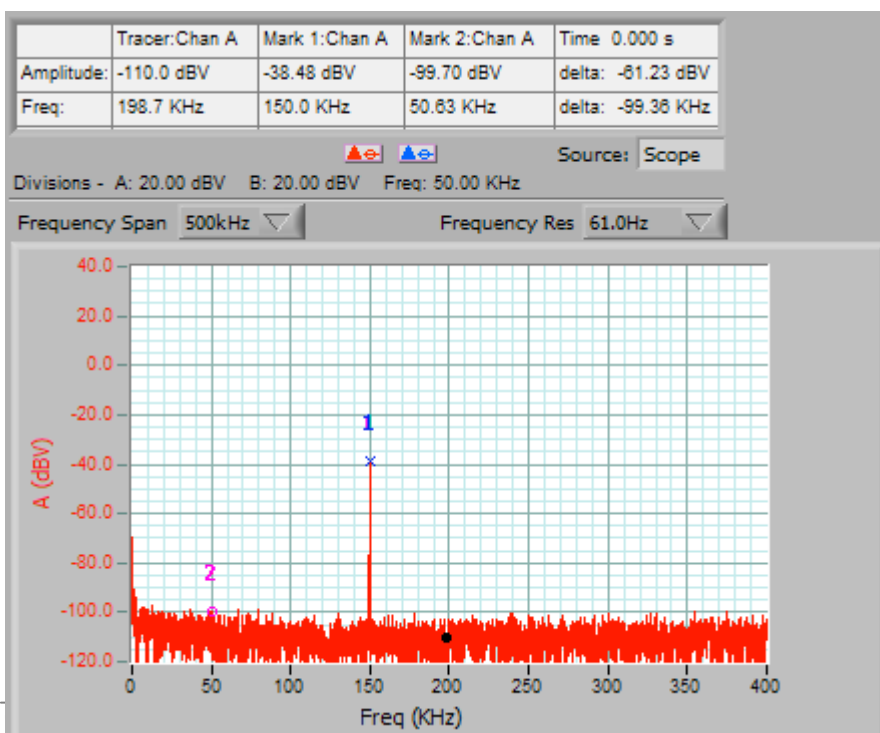 Tracer:Chan A Mark 1:Chan A Mark 2:Chan A Time 0.000 s
Amplitude: -110.0 dBV -38.48 dBV -99.70 dBV delta: -61.23 dBV
Freq: 198.7 KHz 150.0 KHz 50.63 KHz delta: -99.36 KHz
Source: Scope
Divisions - A: 20.00 dBV B: 20.00 dBV Freq: 50.00 KHz
Frequency Span 500kHz Frequency Res 61.0Hz
40.0
20.0
0.0
-20.0
-40.0
-60.0
-80.0
-100.0
-120.0
A (dBV)
1
2
0 50 100 150 200 250 300 350 400
Freq (KHz)